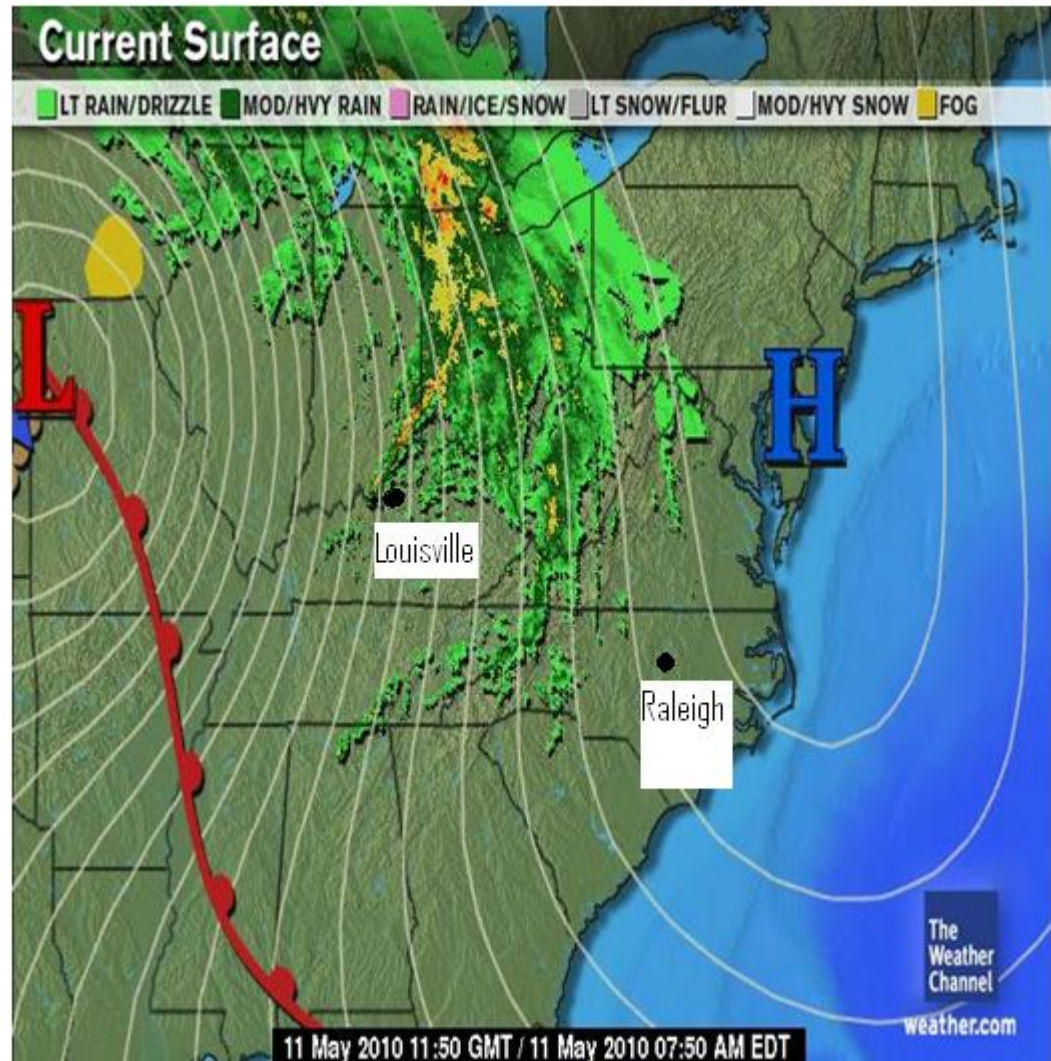 Current Surface
LT RAIN/DRIZZLE MOD/HVY RAIN RAIN/ICE/SNOW LT SNOW/FLUR MOD/HVY SNOW FOG
L
H
Louisville
Raleigh
The
Weather
Channel
weather.com
11 May 2010 11:50 GMT / 11 May 2010 07:50 AM EDT